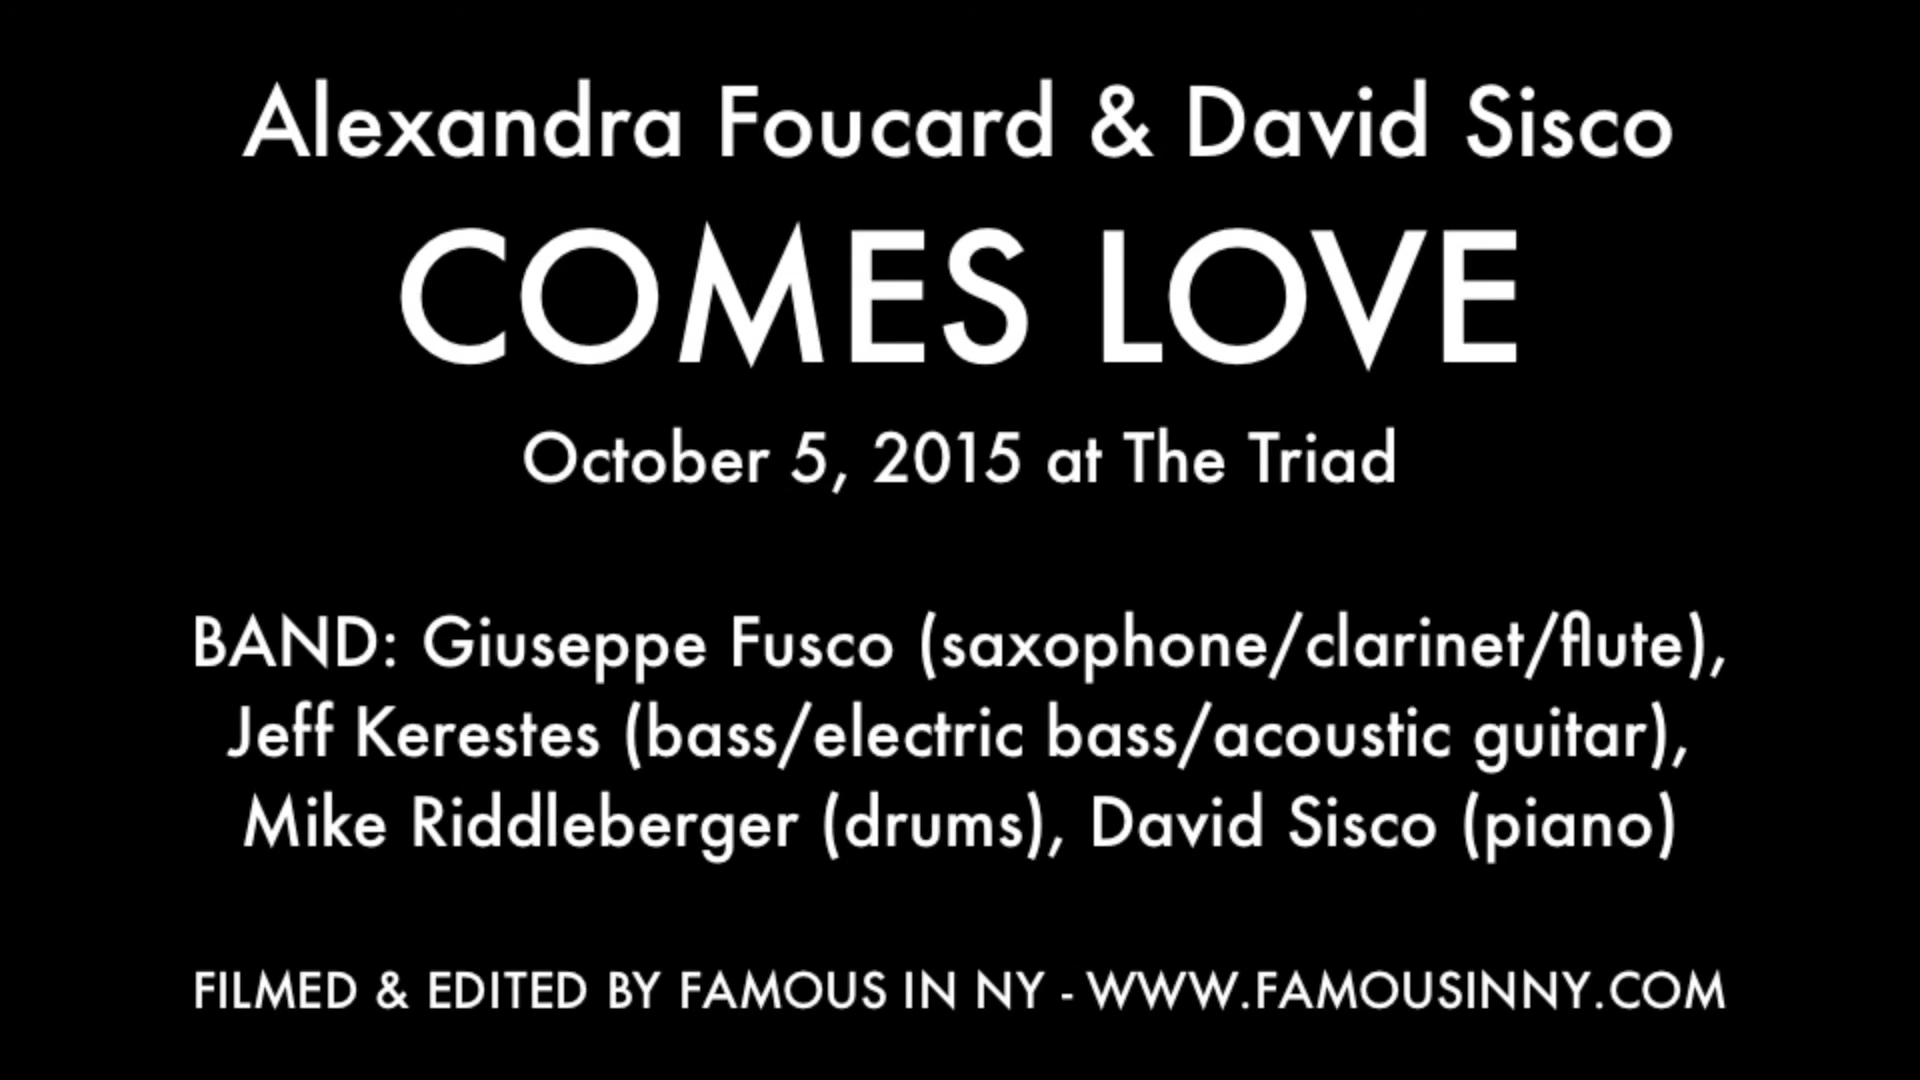 Alexandra Foucard & David Sisco
COMES LOVE
October 5, 2015 at The Triad
BAND: Giuseppe Fusco (saxophone/clarinet/flute),
Jeff Kerestes (bass/electric bass/acoustic guitar),
Mike Riddleberger (drums), David Sisco (piano)
FILMED & EDITED BY FAMOUS IN NY - WWW.FAMOUSINNY.COM